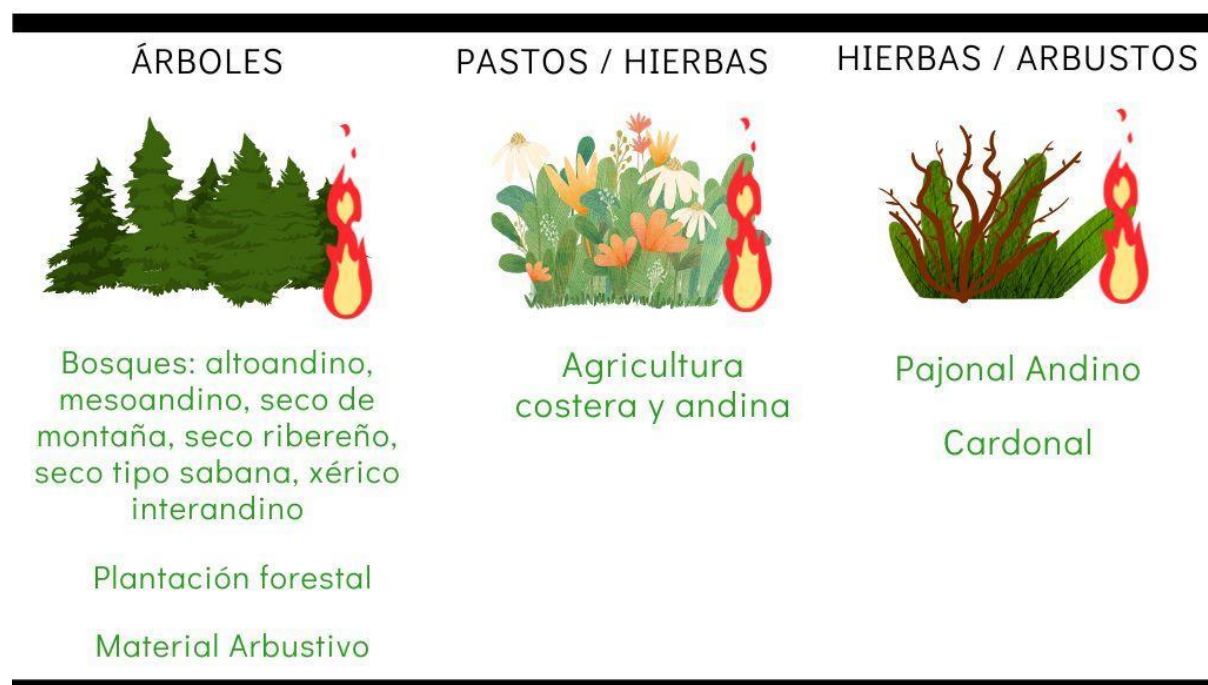 ÁRBOLES
Bosques: altoandino,
mesoandino, seco de
montaña, seco ribereño,
seco tipo sabana, xérico
interandino
Plantación forestal
Material Arbustivo
PASTOS / HIERBAS
Agricultura
costera y andina
HIERBAS / ARBUSTOS
Pajonal Andino
Cardonal